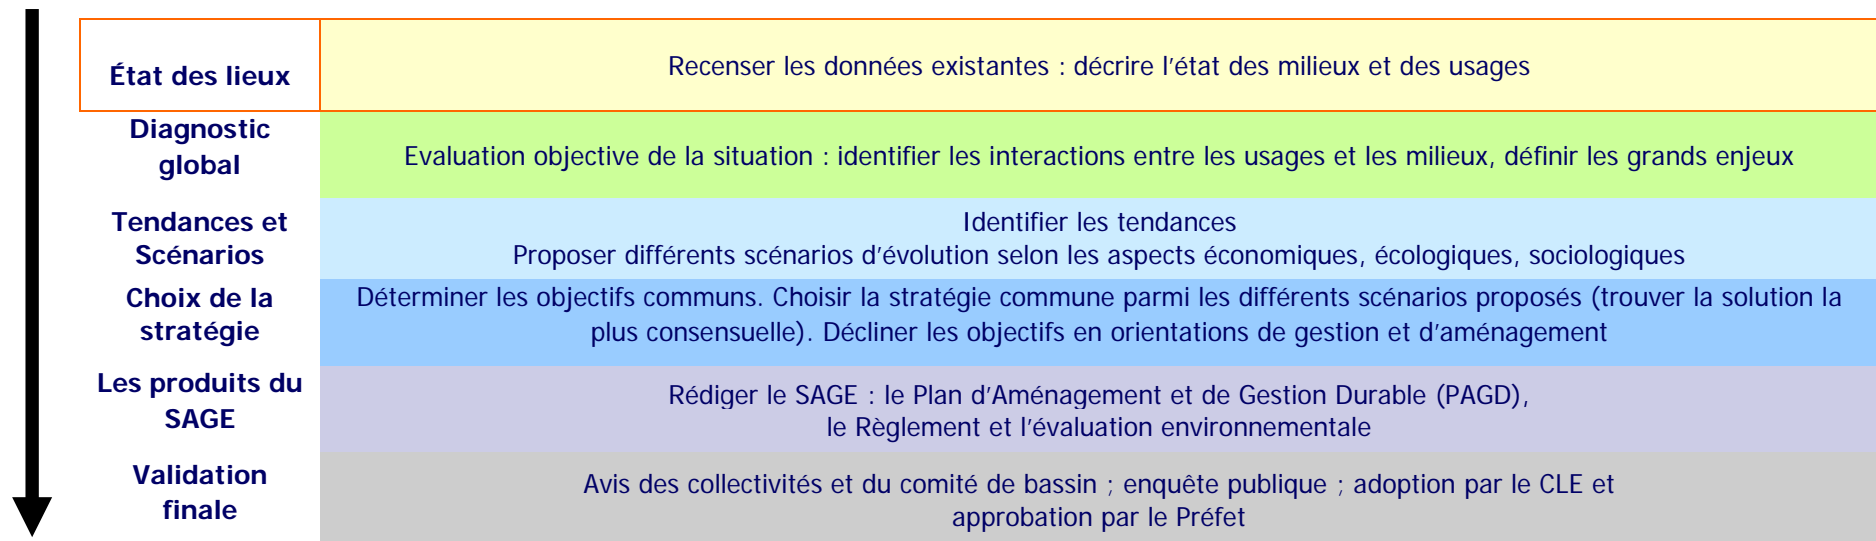 État des lieux
Recenser les données existantes : décrire l'état des milieux et des usages
Diagnostic
global
Evaluation objective de la situation : identifier les interactions entre les usages et les milieux, définir les grands enjeux
Tendances et
Scénarios
Identifier les tendances
Proposer différents scénarios d'évolution selon les aspects économiques, écologiques, sociologiques
Choix de la
stratégie
Déterminer les objectifs communs. Choisir la stratégie commune parmi les différents scénarios proposés (trouver la solution la
plus consensuelle). Décliner les objectifs en orientations de gestion et d'aménagement
Les produits du
SAGE
Rédiger le SAGE : le Plan d'Aménagement et de Gestion Durable (PAGD),
le Règlement et l'évaluation environnementale
Validation
finale
Avis des collectivités et du comité de bassin ; enquête publique ; adoption par le CLE et
approbation par le Préfet